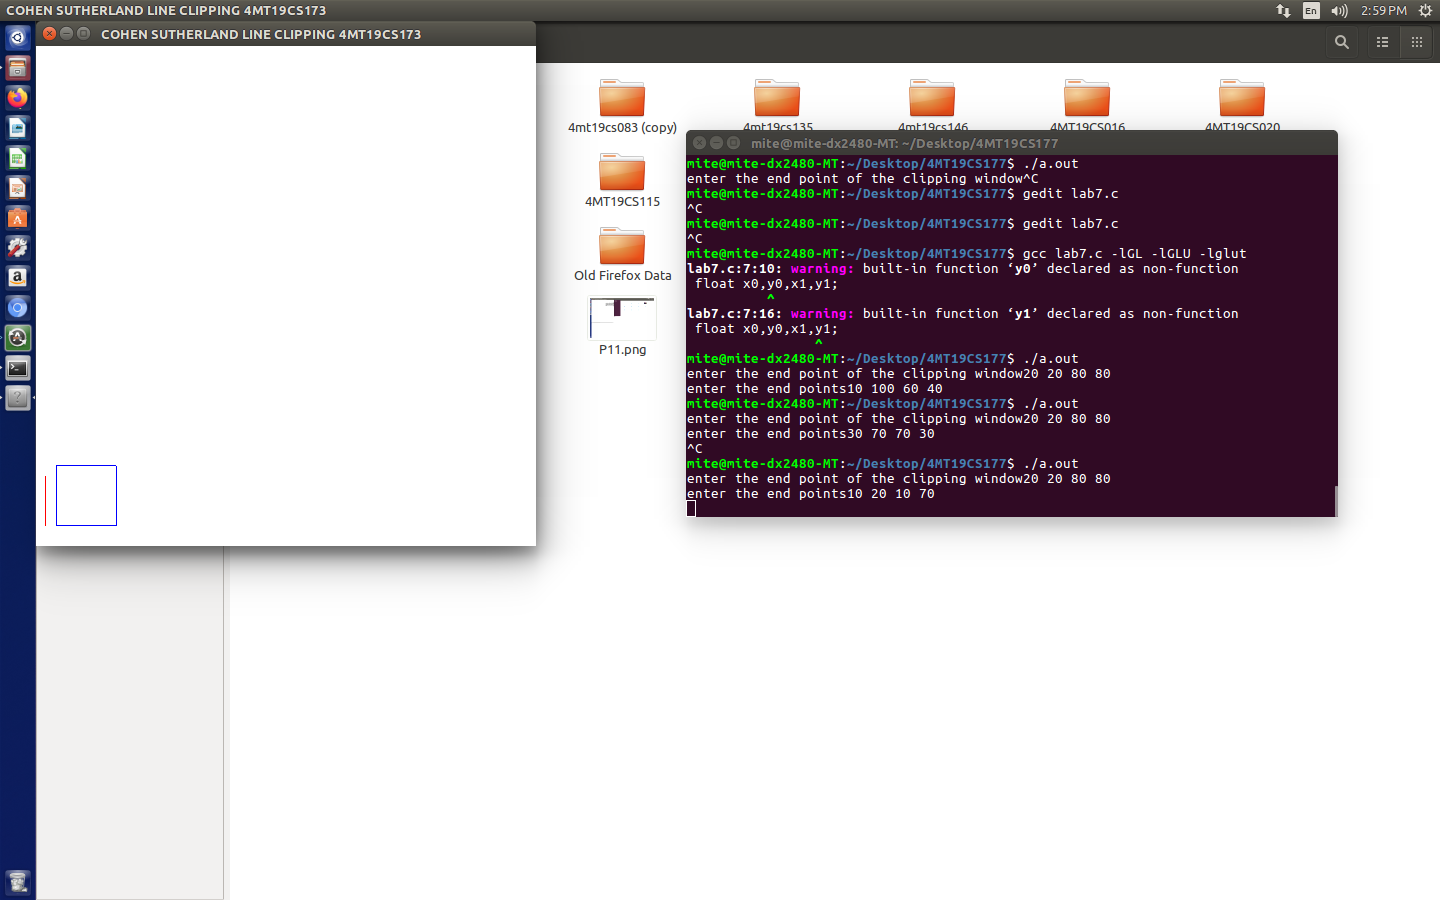 COHEN SUTHERLAND LINE CLIPPING 4MT19CS173
En
2:59 PM
COHEN SUTHERLAND LINE CLIPPING 4MT19CS173
4mt19cs083 (copy)
4mt19cs135
4mt19cs146
4MT19CS016
4MT19CS020
4MT19CS115
Old Firefox Data
P11.png
mite@mite-dx2480-MT: ~/Desktop/4MT19CS177
mite@mite-dx2480-MT:~/Desktop/4MT19CS177$ ./a.out
enter the end point of the clipping window^C
mite@mite-dx2480-MT:~/Desktop/4MT19CS177$ gedit lab7.c
^C
mite@mite-dx2480-MT:~/Desktop/4MT19CS177$ gedit lab7.c
^C
mite@mite-dx2480-MT:~/Desktop/4MT19CS177$ gcc lab7.c -lGL -lGLU -lglut
lab7.c:7:10: warning: built-in function ‘y0’ declared as non-function
float x0,y0,x1,y1;
^
lab7.c:7:16: warning: built-in function ‘y1’ declared as non-function
float x0,y0,x1,y1;
^
mite@mite-dx2480-MT:~/Desktop/4MT19CS177$ ./a.out
enter the end point of the clipping window20 20 80 80
enter the end points10 100 60 40
mite@mite-dx2480-MT:~/Desktop/4MT19CS177$ ./a.out
enter the end point of the clipping window20 20 80 80
enter the end points30 70 70 30
^C
mite@mite-dx2480-MT:~/Desktop/4MT19CS177$ ./a.out
enter the end point of the clipping window20 20 80 80
enter the end points10 20 10 70